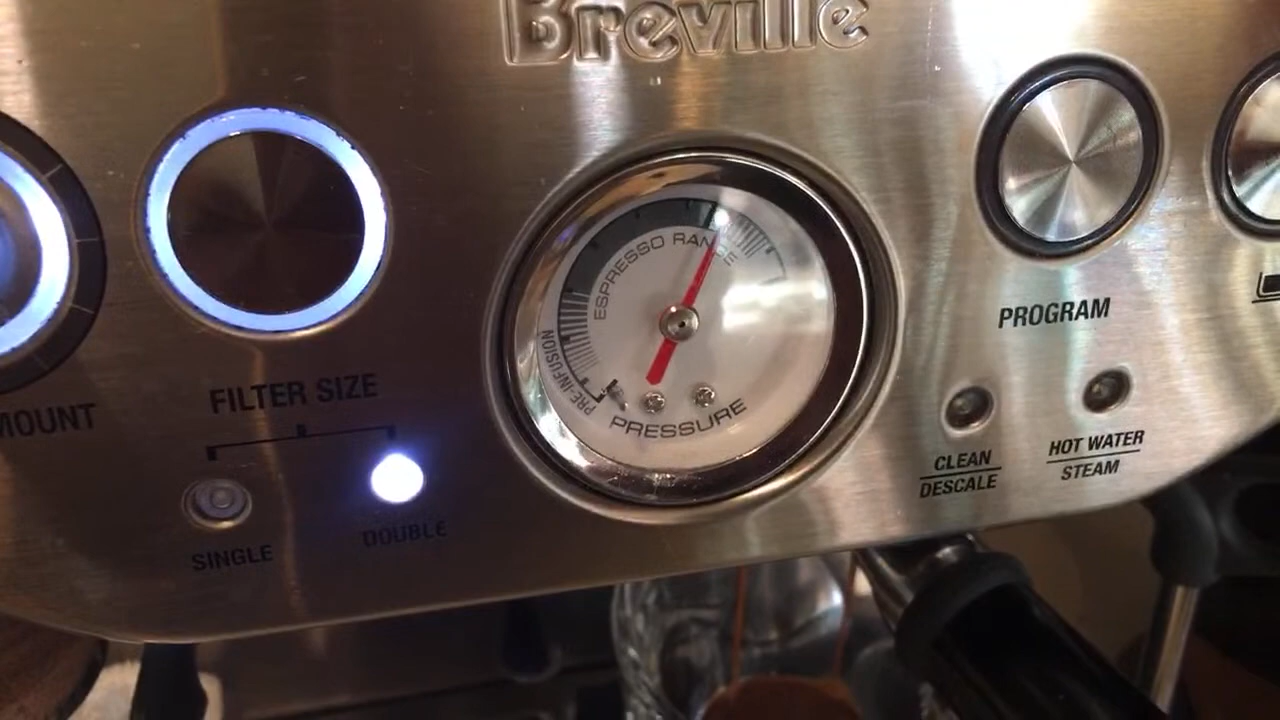 Breville
ESPRESSO RANGE
PRE-INFUSION
PRESSURE
PROGRAM
MOUNT
FILTER SIZE
CLEAN
DESCALE
HOT WATER
STEAM
SINGLE
DOUBLE